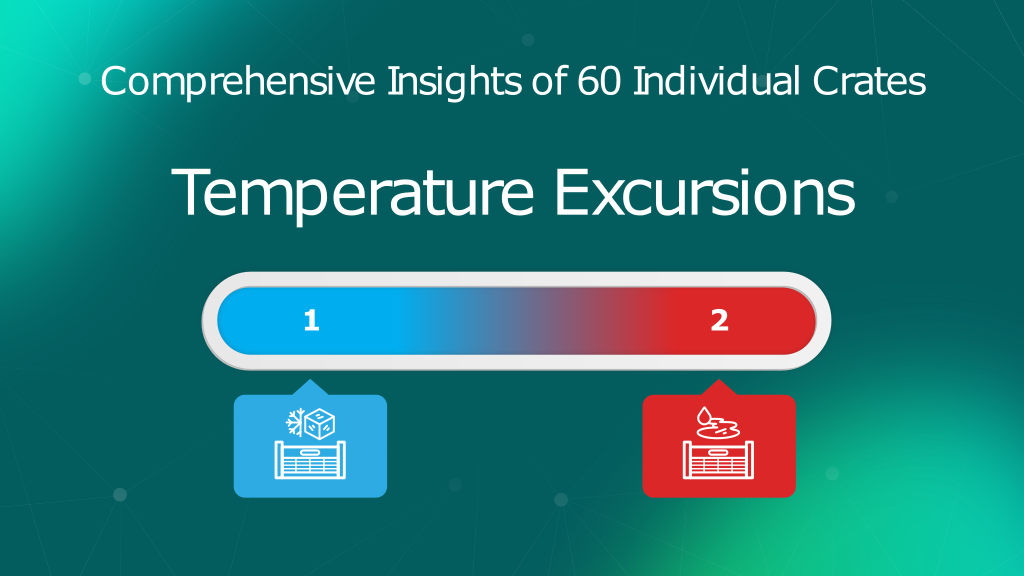 Comprehensive Insights of 60 Individual Crates
Temperature Excursions
1 2